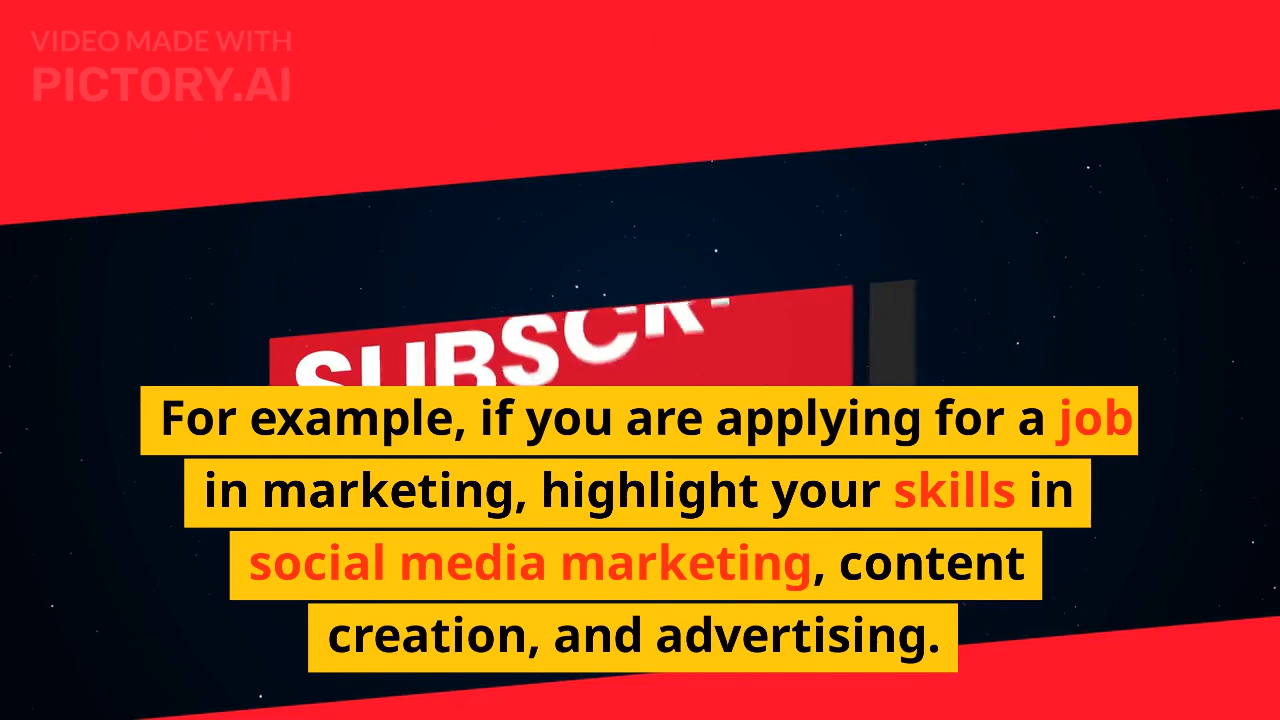 VIDEO MADE WITH
PICTORY.AI
For example, if you are applying for a job
in marketing, highlight your skills in
social media marketing, content
creation, and advertising.